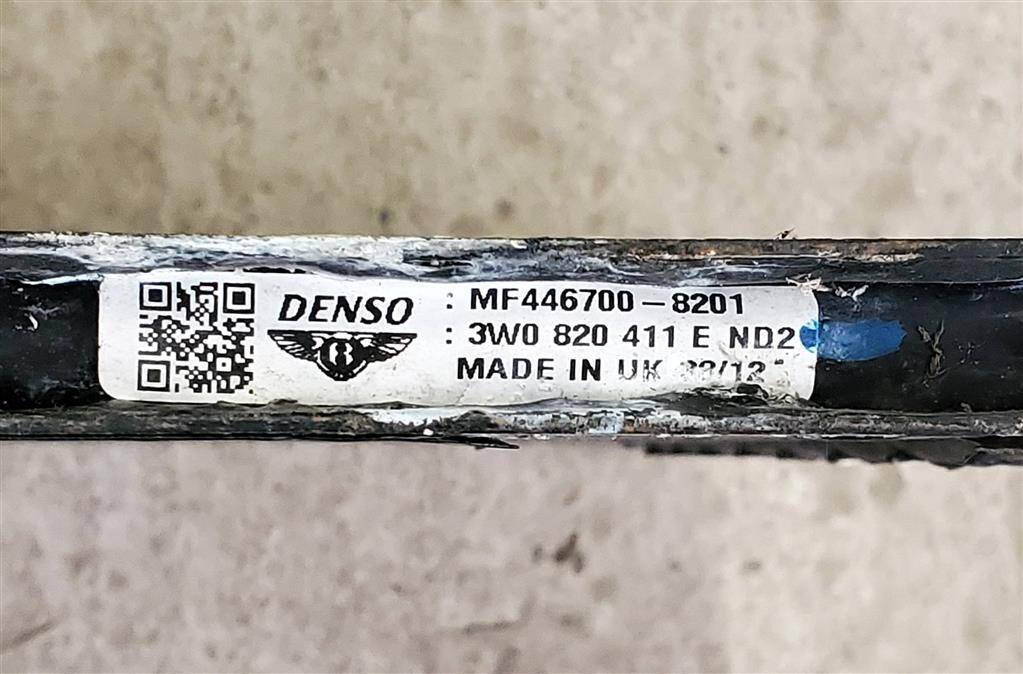 DENSO : MF446700-8201
B : 3W0 820 411 E ND2
MADE IN UK